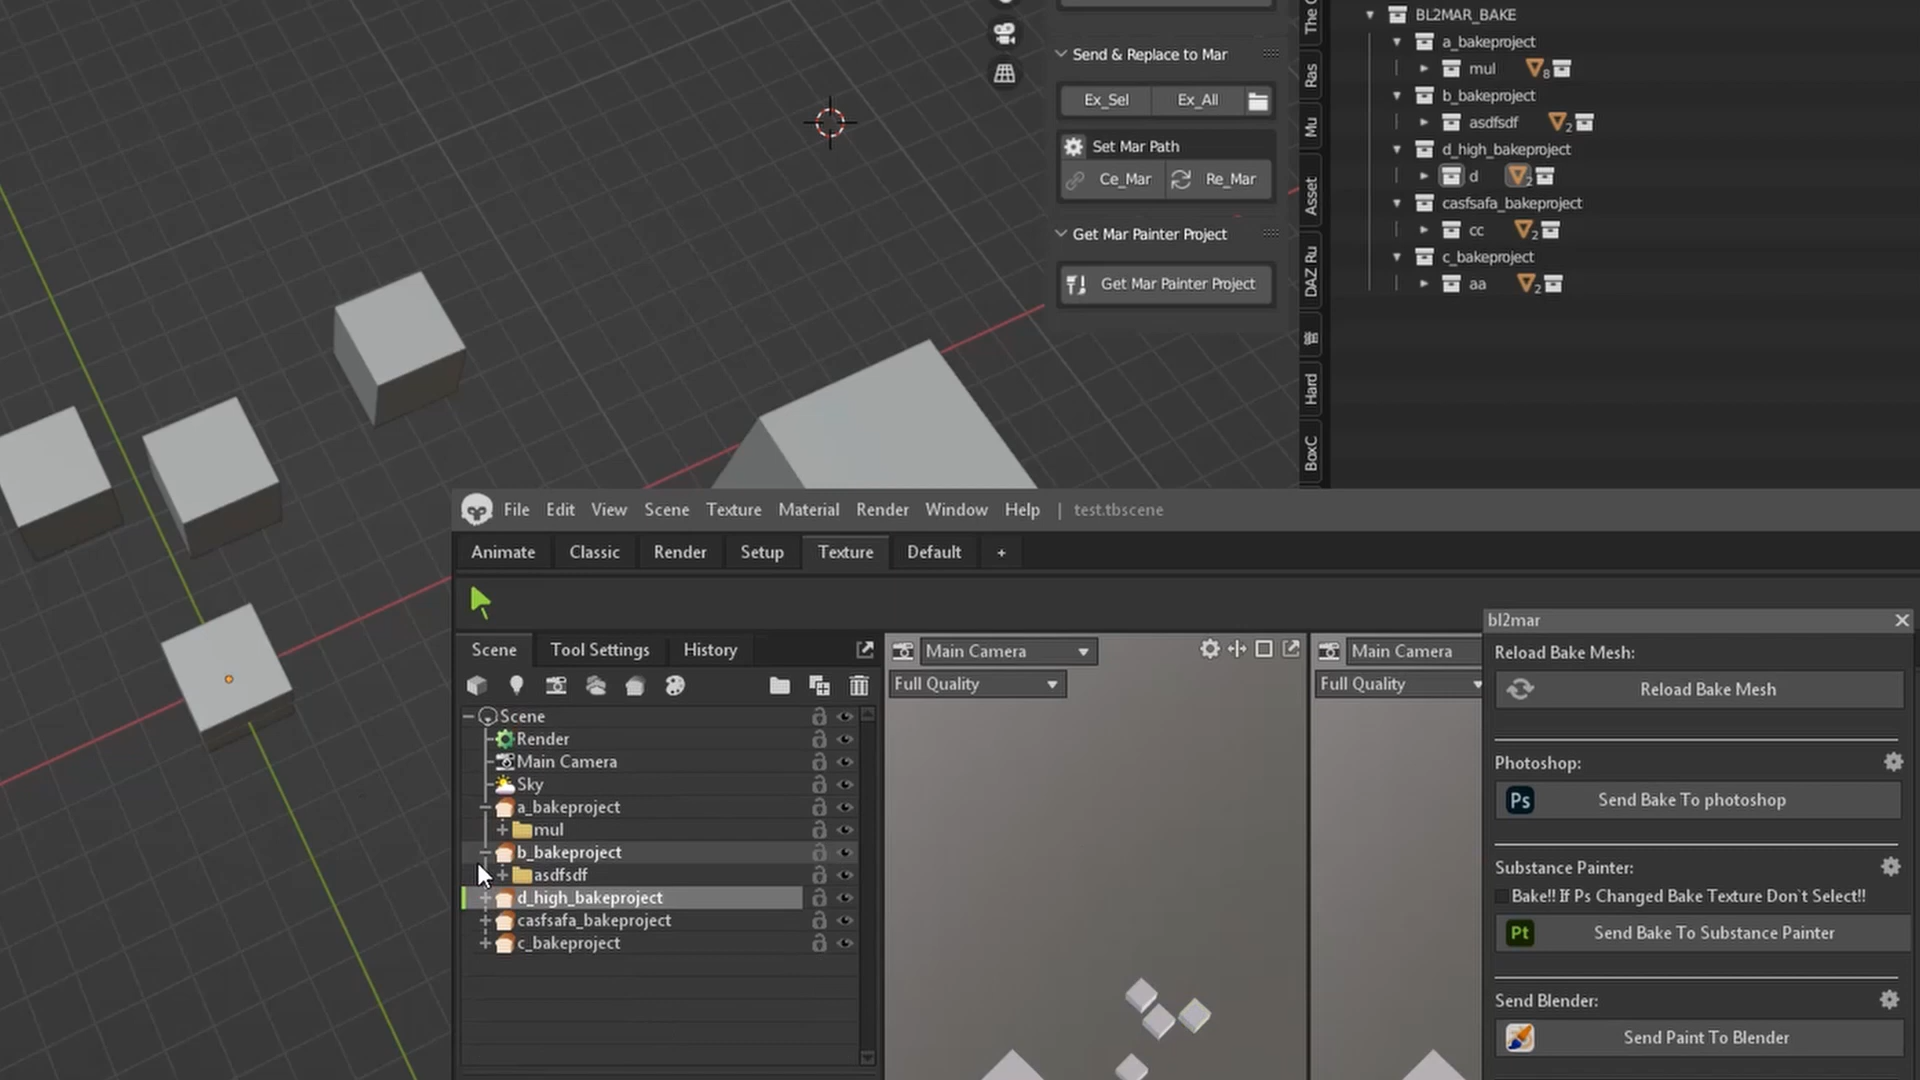 BL2MAR_BAKE
a_bakeproject
mul 8
b_bakeproject
asdfsdf 2
d_high_bakeproject
d 2
casfsafa_bakeproject
cc 2
c_bakeproject
aa 2
Send & Replace to Mar
Ex_Sel Ex_All
Set Mar Path
Ce_Mar Re_Mar
Get Mar Painter Project
Get Mar Painter Project
The
Ras
Mu
Asset
DAZ Ru
Hard
BoxC
File Edit View Scene Texture Material Render Window Help | test.tbscene
Animate Classic Render Setup Texture Default +
Scene Tool Settings History
Scene
Render
Main Camera
Sky
a_bakeproject
mul
b_bakeproject
asdfsdf
d_high_bakeproject
casfsafa_bakeproject
c_bakeproject
Main Camera
Full Quality
Main Camera
Full Quality
bl2mar
Reload Bake Mesh:
Reload Bake Mesh
Photoshop:
Ps Send Bake To photoshop
Substance Painter:
Bake!! If Ps Changed Bake Texture Don`t Select!!
Pt Send Bake To Substance Painter
Send Blender:
Send Paint To Blender